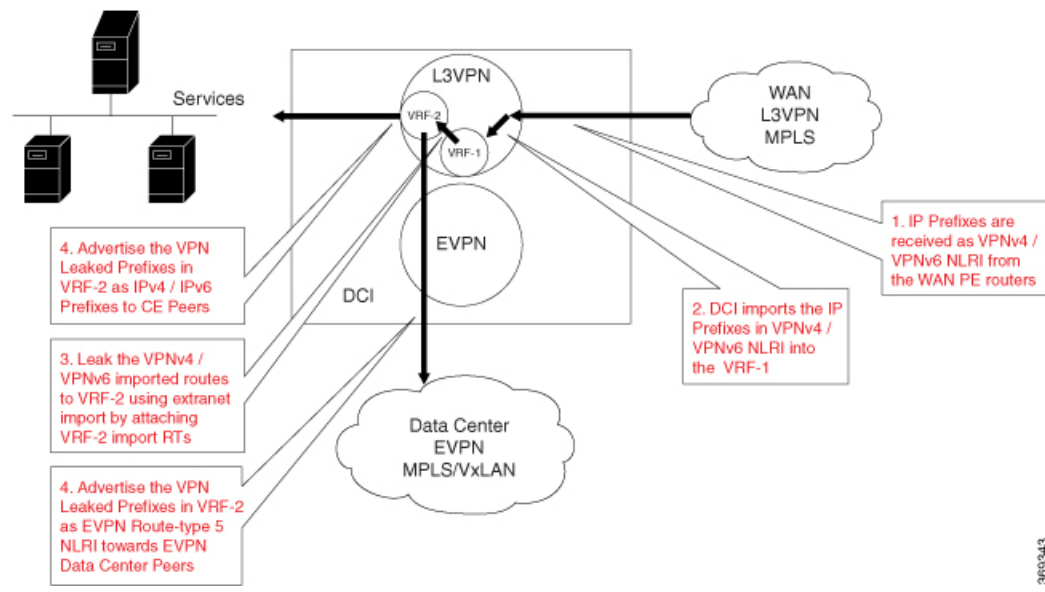 Services
L3VPN
VRF-2
VRF-1
EVPN
DCI
WAN
L3VPN
MPLS
1. IP Prefixes are
received as VPNv4 /
VPNv6 NLRI from
the WAN PE routers
2. DCI imports the IP
Prefixes in VPNv4 /
VPNv6 NLRI into
the VRF-1
4. Advertise the VPN
Leaked Prefixes in
VRF-2 as IPv4 / IPv6
Prefixes to CE Peers
3. Leak the VPNv4 /
VPNv6 imported routes
to VRF-2 using extranet
import by attaching
VRF-2 import RTs
4. Advertise the VPN
Leaked Prefixes in VRF-2
as EVPN Route-type 5
NLRI towards EVPN
Data Center Peers
Data Center
EVPN
MPLS/VxLAN
369343